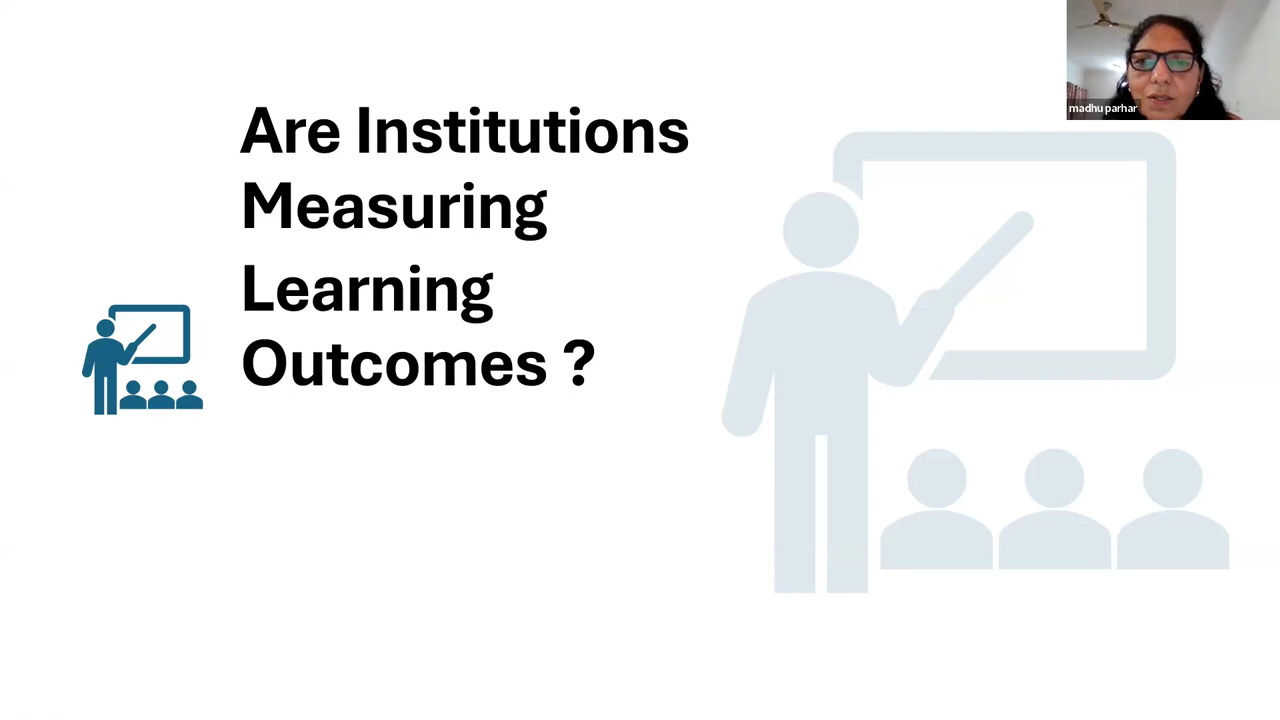 madhu parhar
Are Institutions
Measuring
Learning
Outcomes ?